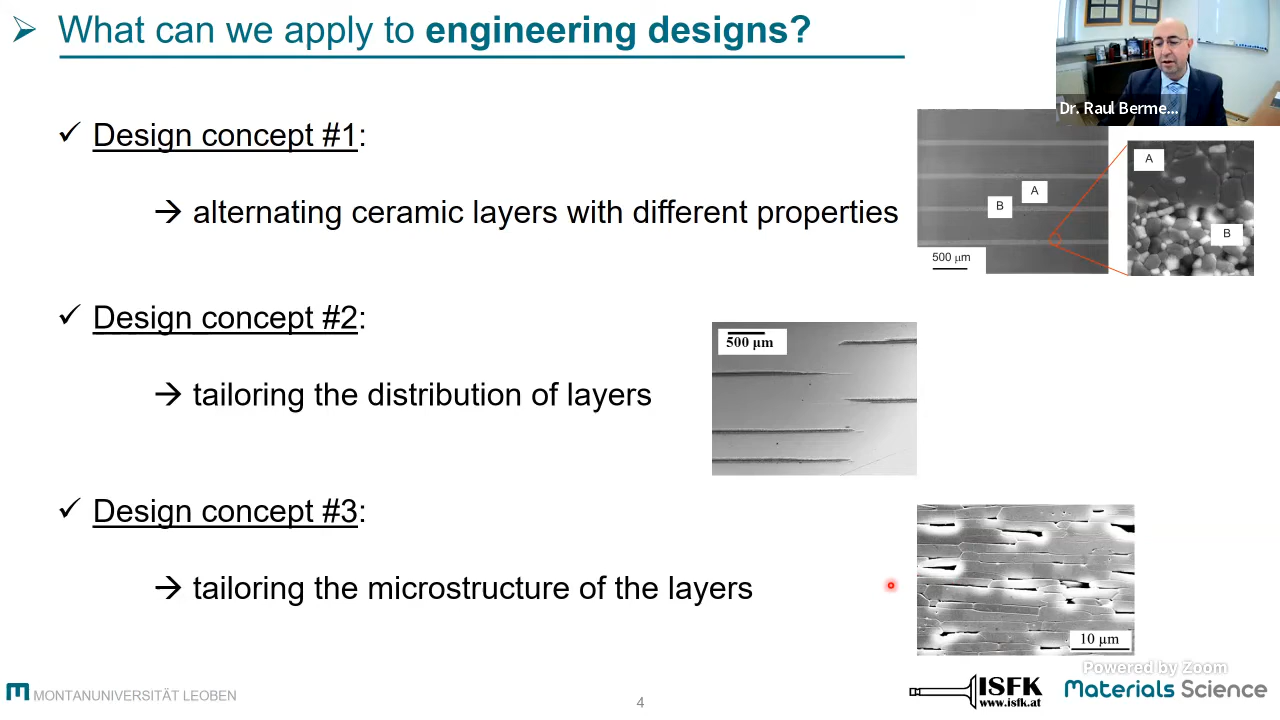 What can we apply to engineering designs?
Dr. Raul Berme...
✓ Design concept #1:
→ alternating ceramic layers with different properties
A
B
500 μm
A
B
✓ Design concept #2:
→ tailoring the distribution of layers
500 μm
✓ Design concept #3:
→ tailoring the microstructure of the layers
10 μm
Powered by Zoom
MONTANUNIVERSITÄT LEOBEN
4
ISFK
www.isfk.at
Materials Science